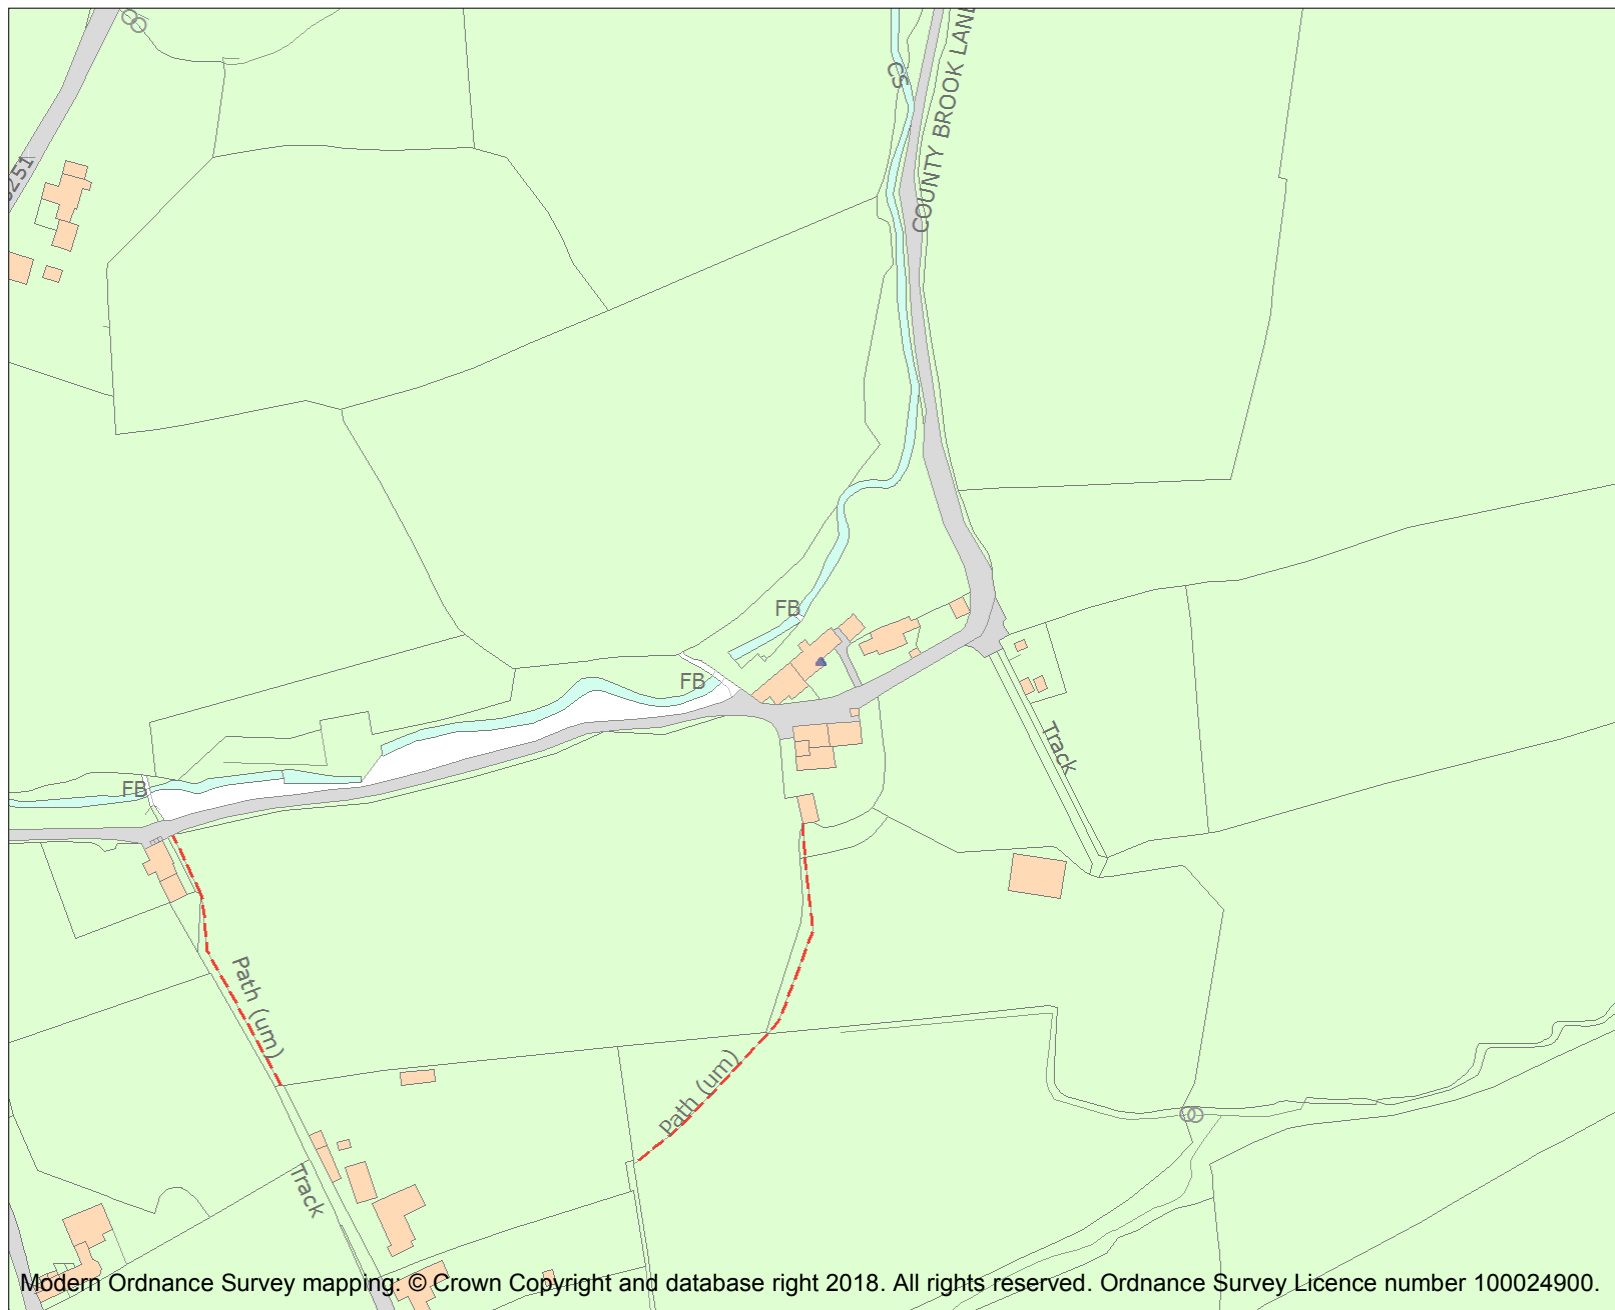 CS
COUNTY BROOK LANE
FB
FB
FB
Track
Path (um)
Path (um)
Track
Modern Ordnance Survey mapping: © Crown Copyright and database right 2018. All rights reserved. Ordnance Survey Licence number 100024900.